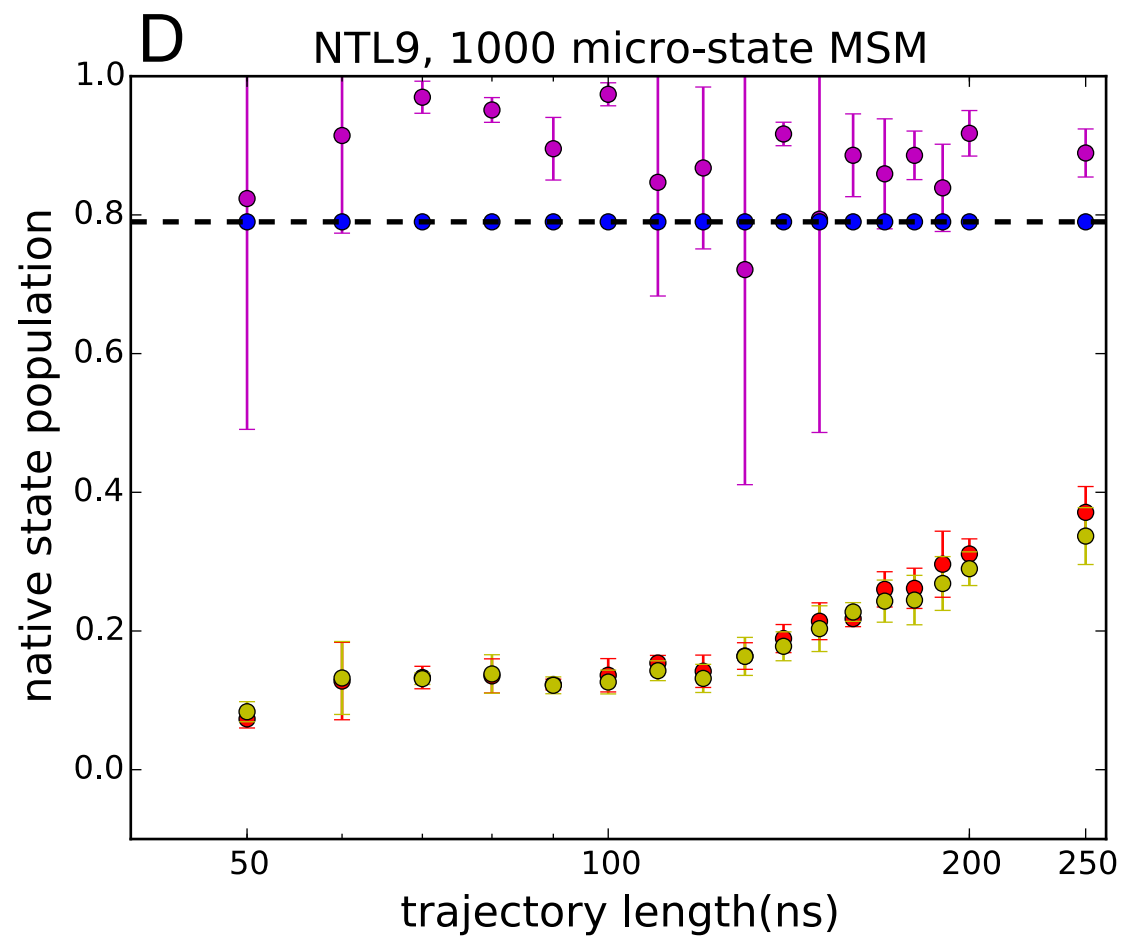 D
NTL9, 1000 micro-state MSM
native state population
1.0
0.8
0.6
0.4
0.2
0.0
50
100
200
250
trajectory length(ns)